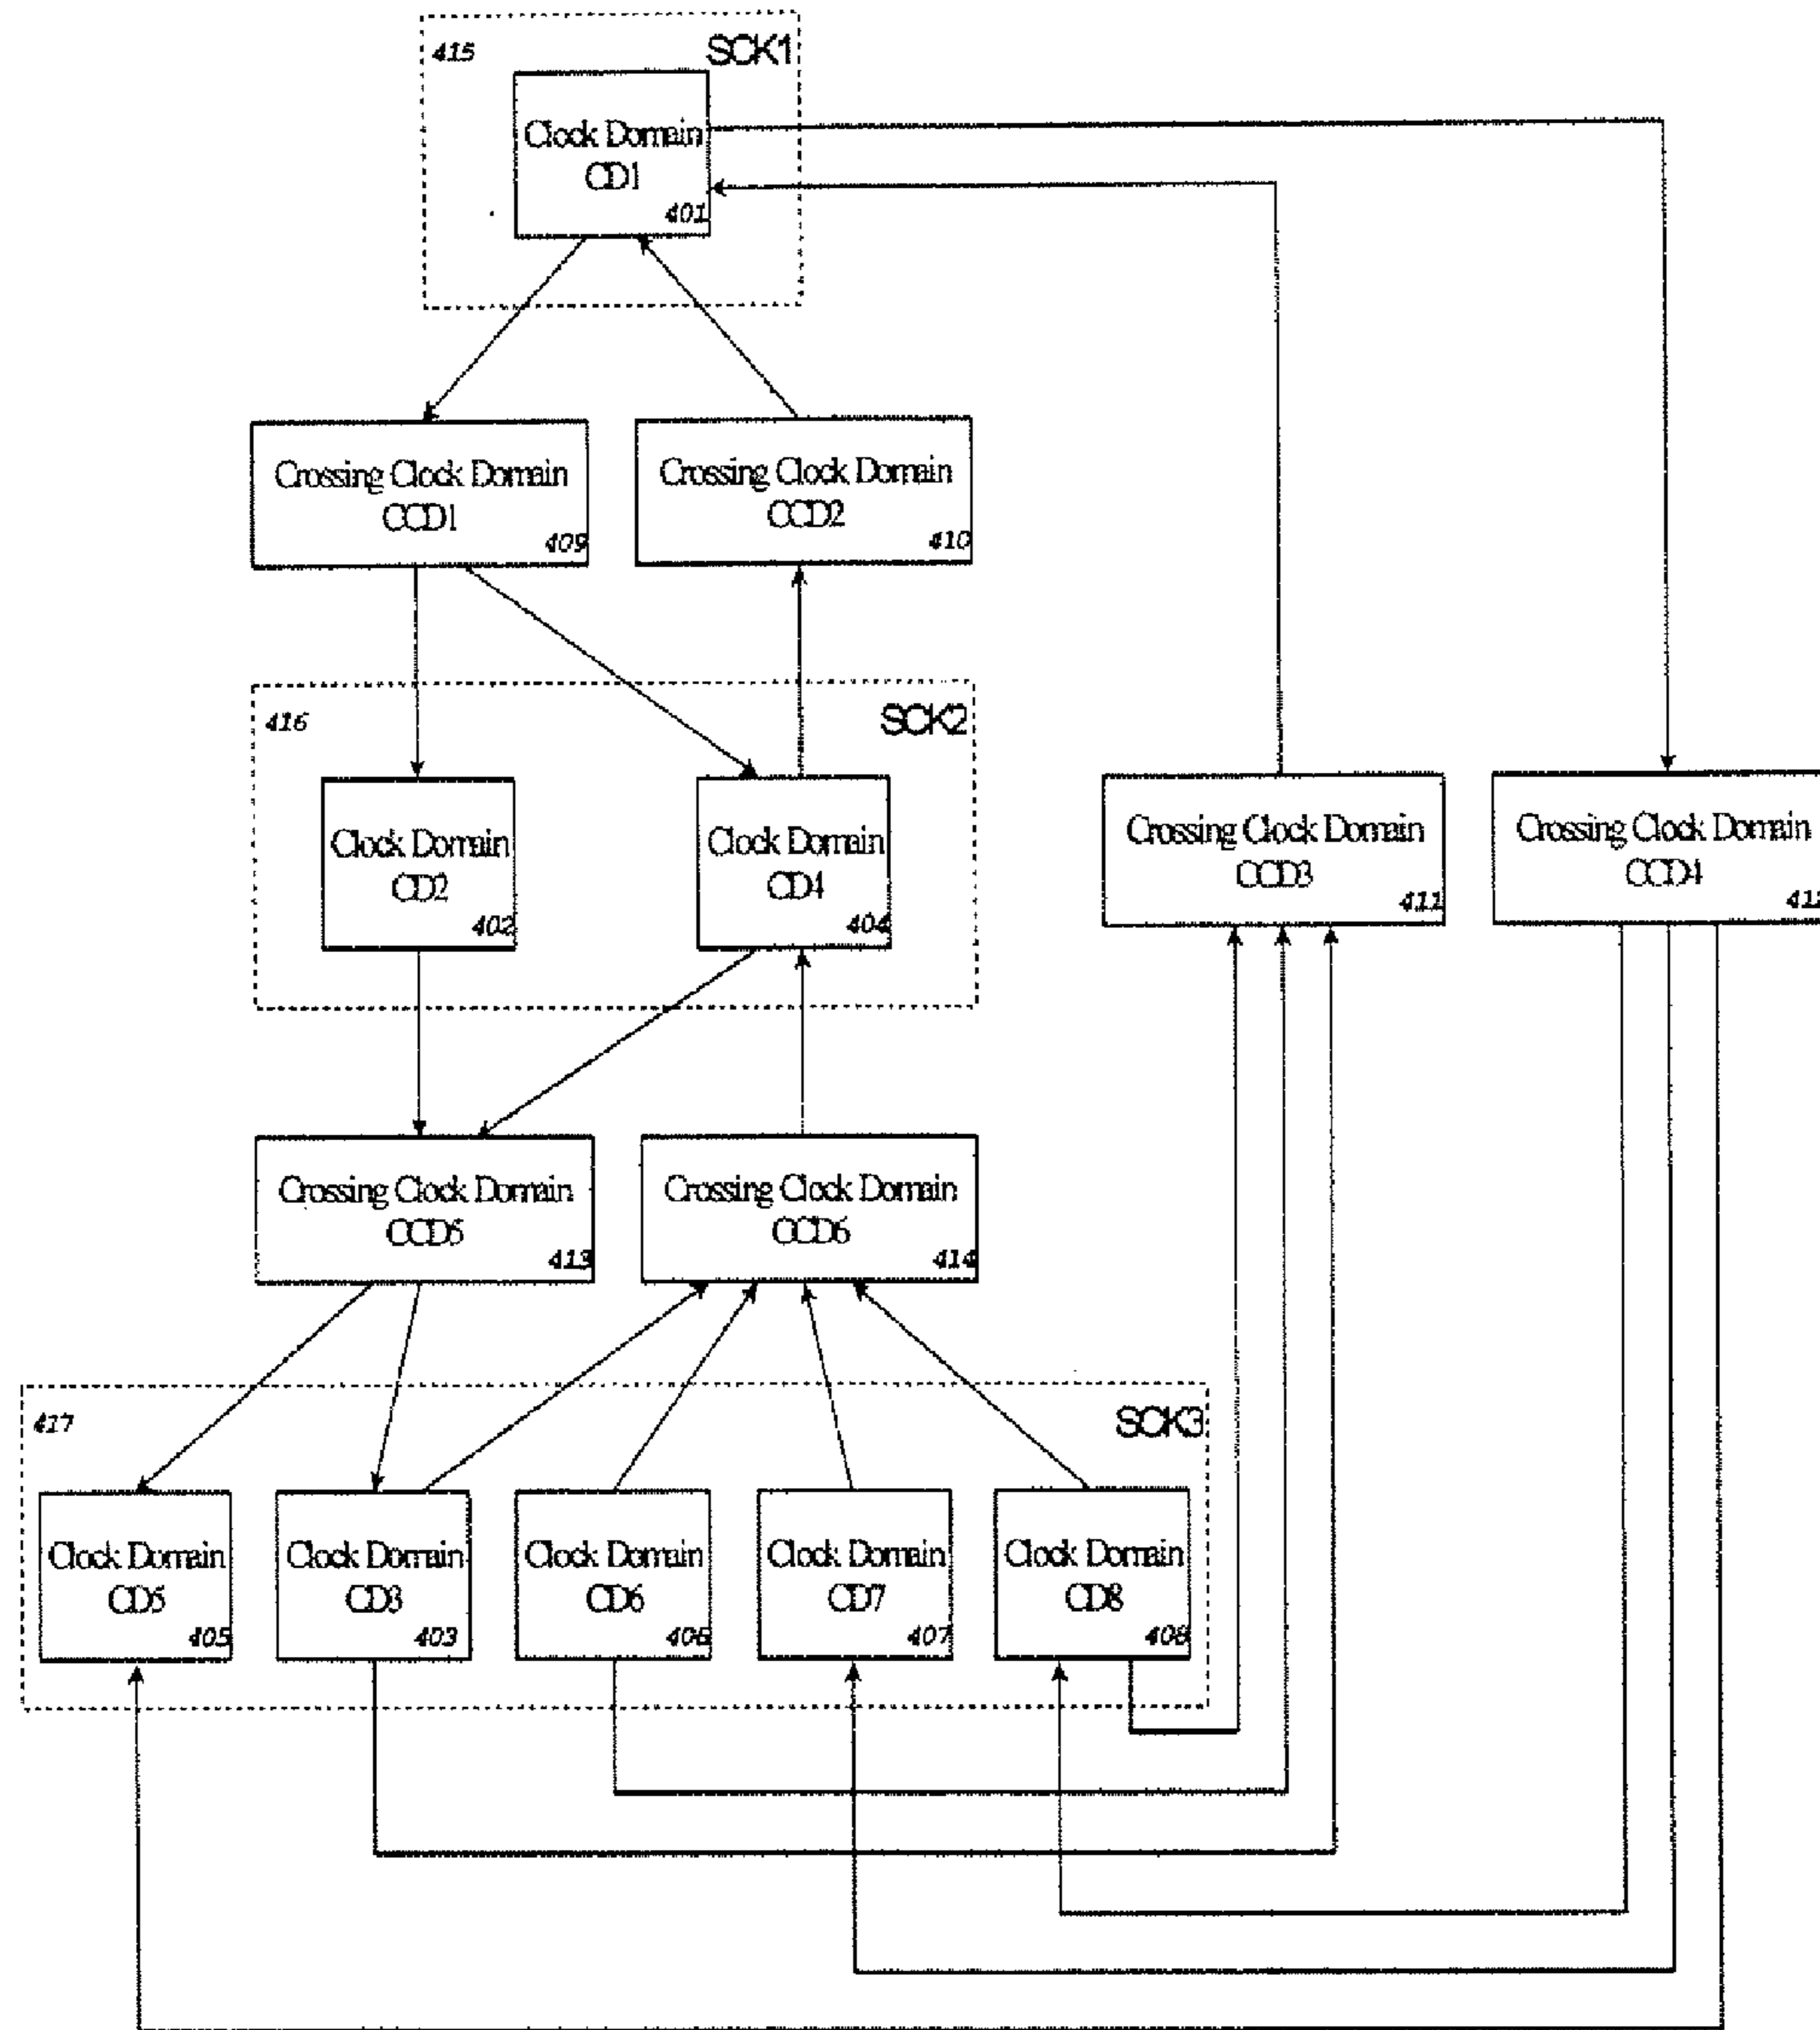 415
SCK1
Clock Domain
CD1
401
Crossing Clock Domain
CCD1
409
Crossing Clock Domain
CCD2
410
416
SCK2
Clock Domain
CD2
402
Clock Domain
CD4
404
Crossing Clock Domain
CCD3
411
Crossing Clock Domain
CCD4
Crossing Clock Domain
CCD5
413
Crossing Clock Domain
CCD6
414
417
SCK3
Clock Domain
CD5
405
Clock Domain
CD3
403
Clock Domain
CD6
406
Clock Domain
CD7
407
Clock Domain
CD8
408